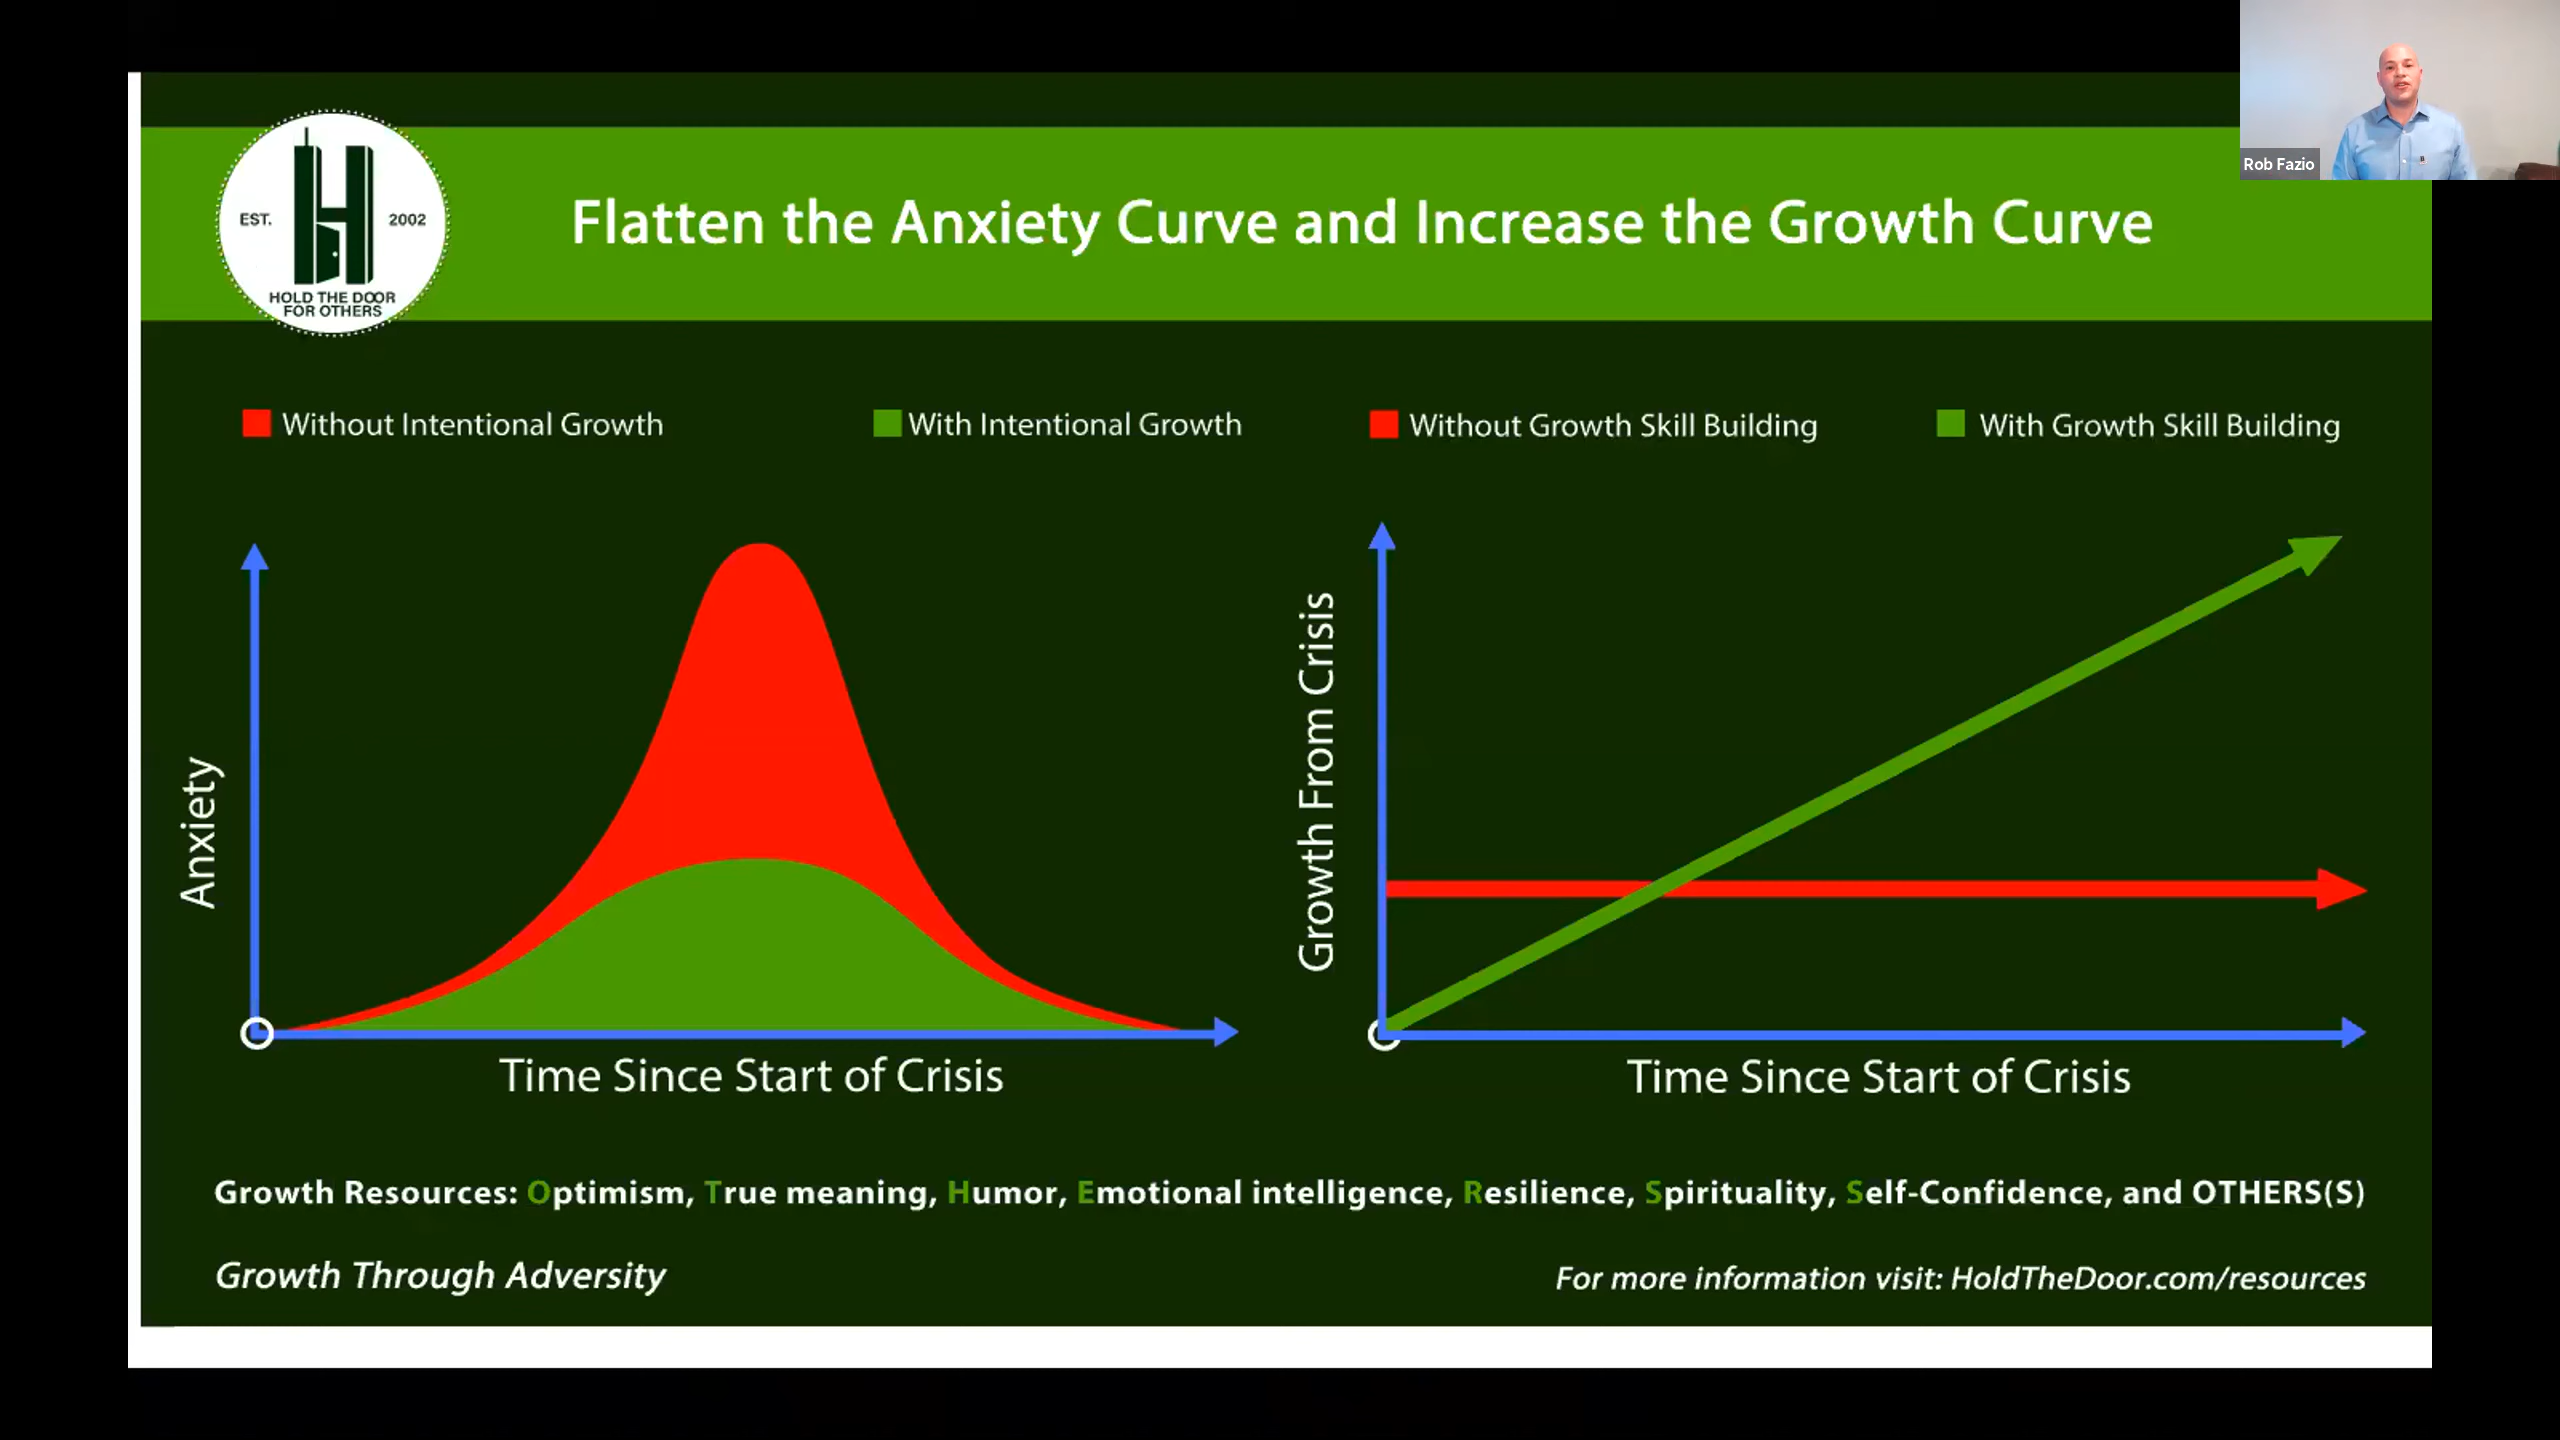 Rob Fazio
EST.
2002
HOLD THE DOOR
FOR OTHERS
Flatten the Anxiety Curve and Increase the Growth Curve
Without Intentional Growth
With Intentional Growth
Without Growth Skill Building
With Growth Skill Building
Anxiety
Time Since Start of Crisis
Growth From Crisis
Time Since Start of Crisis
Growth Resources: Optimism, True meaning, Humor, Emotional intelligence, Resilience, Spirituality, Self-Confidence, and OTHERS(S)
Growth Through Adversity
For more information visit: HoldTheDoor.com/resources